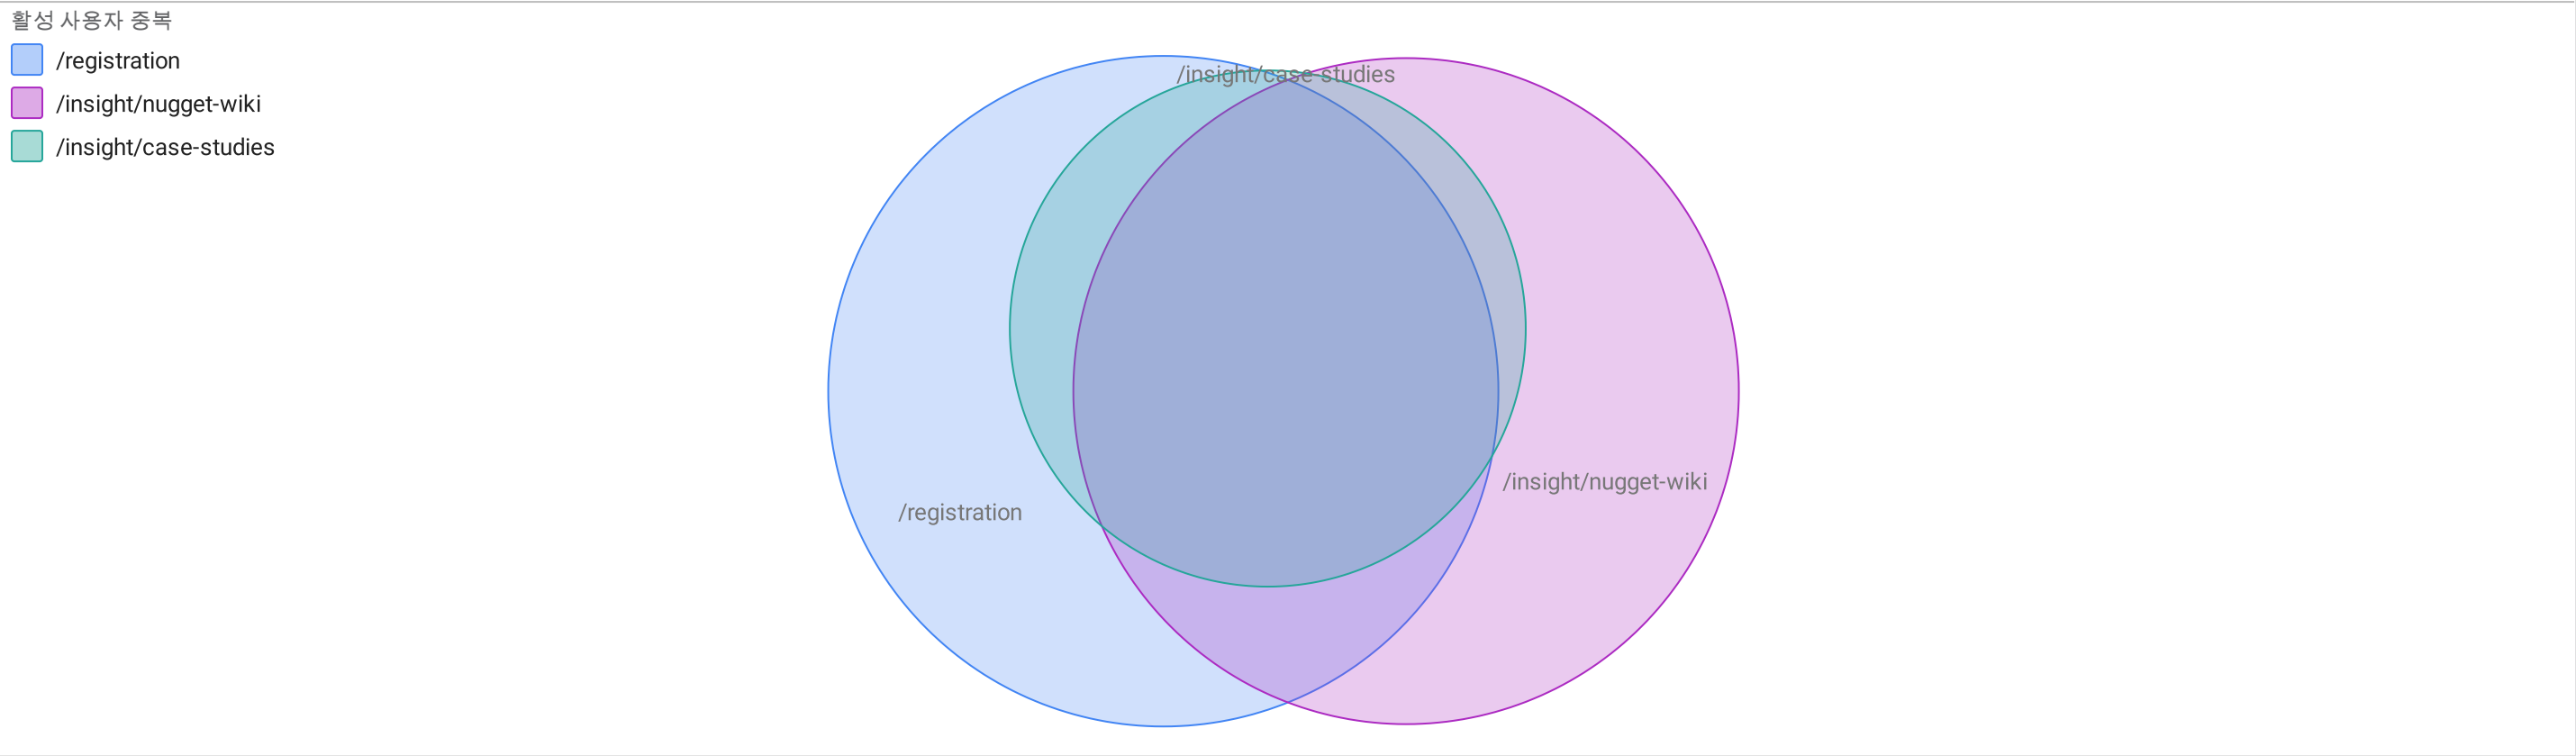 활성 사용자 중복
/registration
/insight/nugget-wiki
/insight/case-studies
/insight/case-studies
/insight/nugget-wiki
/registration